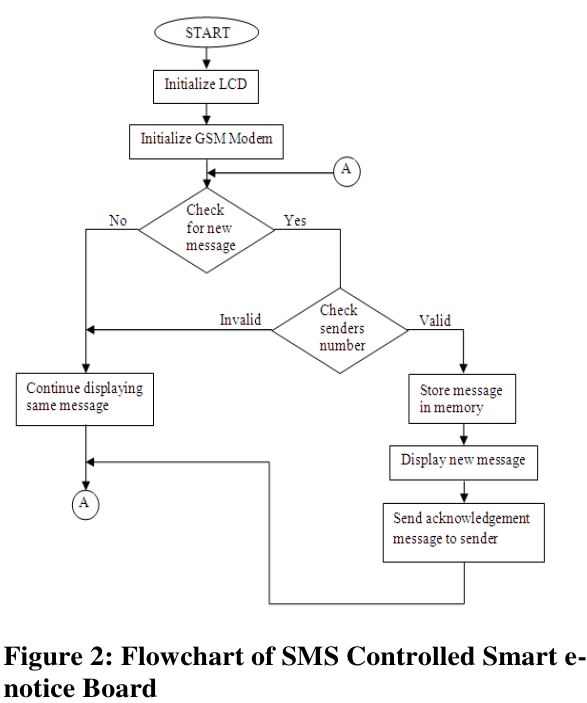 START
Initialize LCD
Initialize GSM Modem
A
Check
for new
message
No
Yes
Check
senders
number
Invalid
Valid
Continue displaying
same message
Store message
in memory
Display new message
A
Send acknowledgement
message to sender
Figure 2: Flowchart of SMS Controlled Smart e-
notice Board